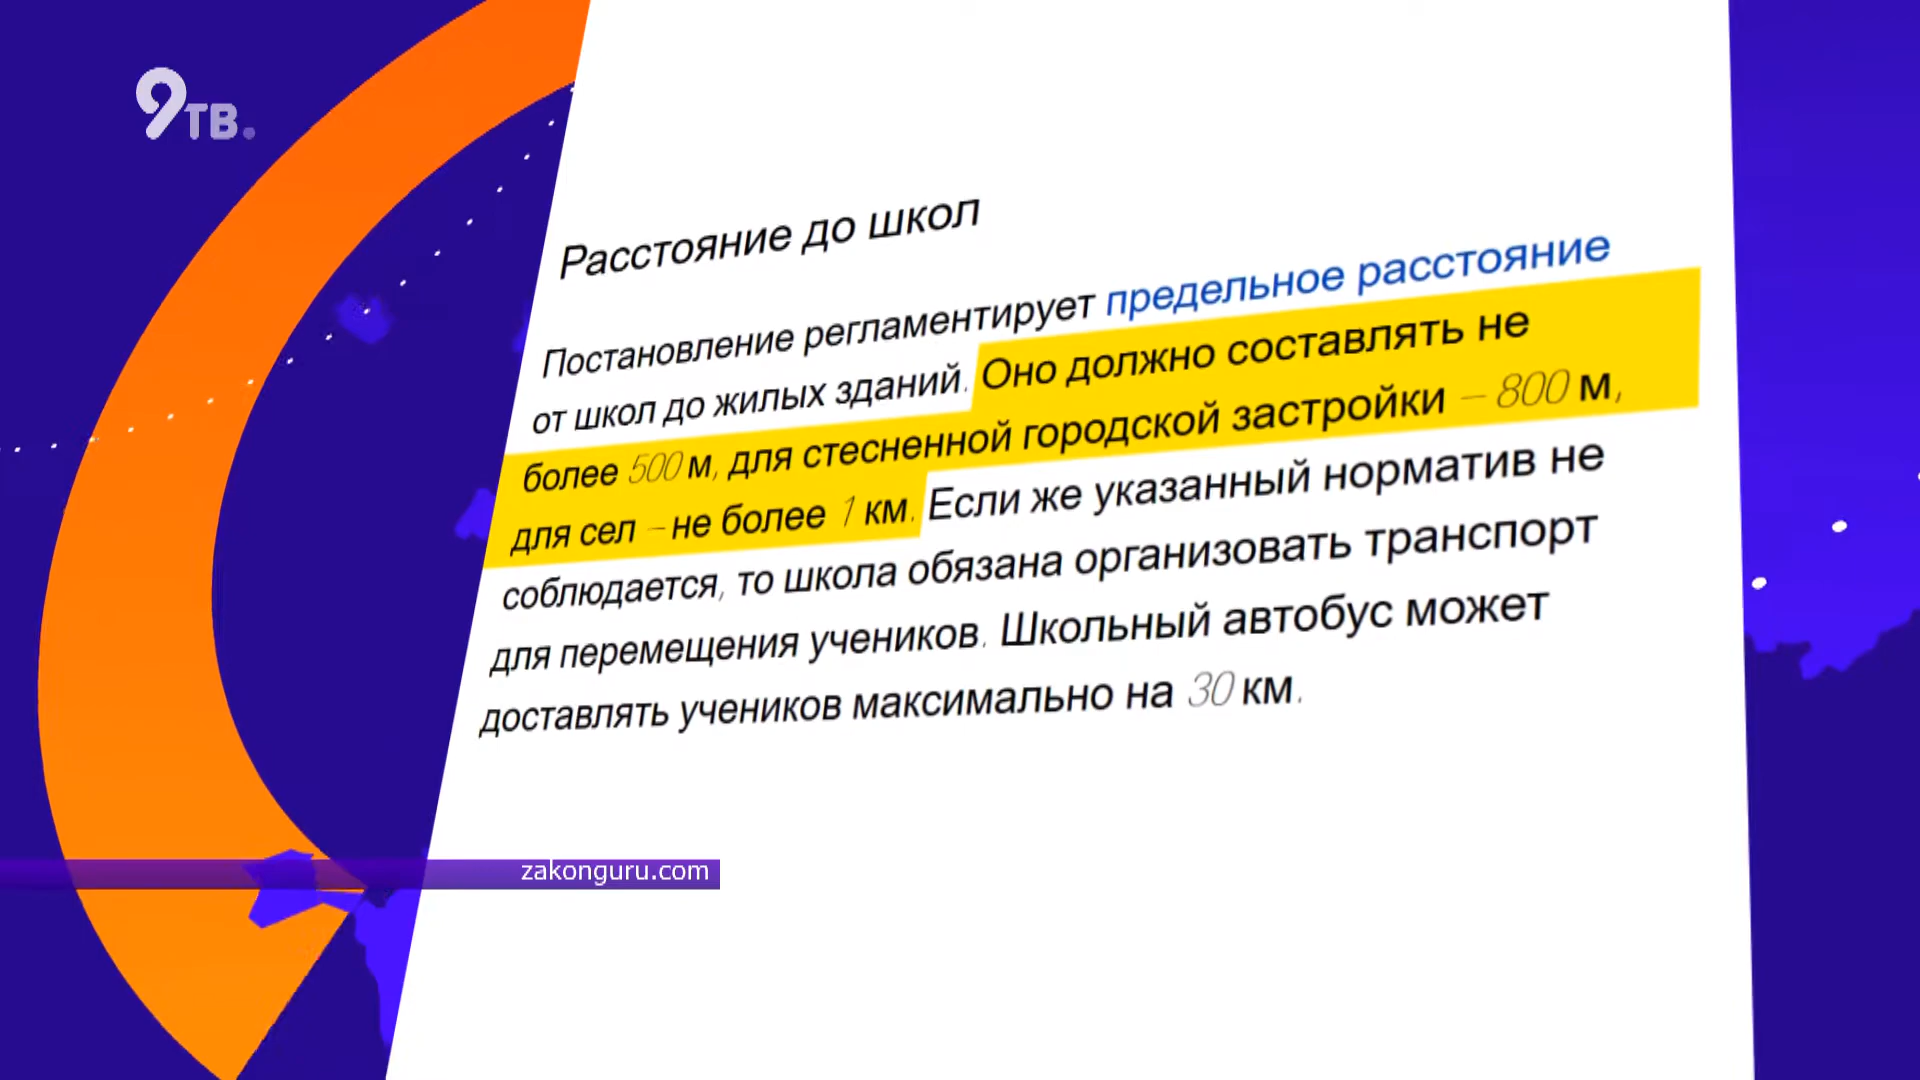 9ТВ.
Расстояние до школ
Постановление регламентирует предельное расстояние
от школ до жилых зданий. Оно должно составлять не
более 500 м, для стесненной городской застройки – 800 м,
для сел – не более 1 км. Если же указанный норматив не
соблюдается, то школа обязана организовать транспорт
для перемещения учеников. Школьный автобус может
доставлять учеников максимально на 30 км.
zakonguru.com